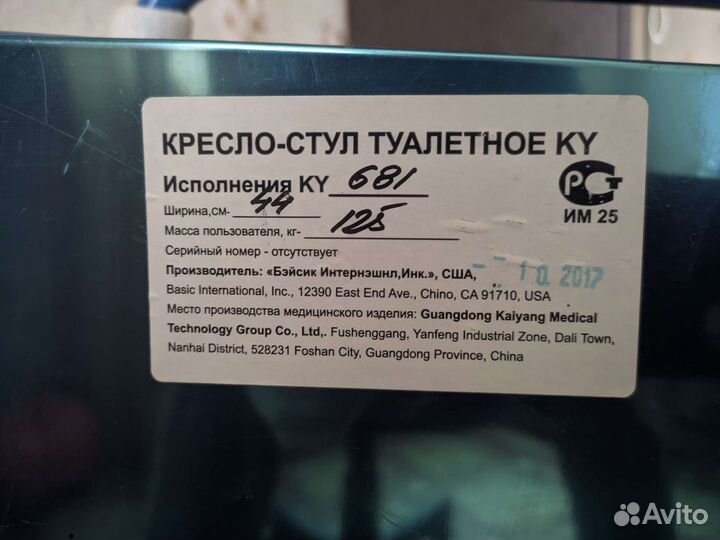 КРЕСЛО-СТУЛ ТУАЛЕТНОЕ KY
Исполнения KY 681
Ширина,см- 44
Масса пользователя, кг- 125
ИМ 25
Серийный номер - отсутствует
Производитель: «Бэйсик Интернэшнл,Инк.», США, 10.2017
Basic International, Inc., 12390 East End Ave., Chino, CA 91710, USA
Место производства медицинского изделия: Guangdong Kaiyang Medical
Technology Group Co., Ltd,. Fushenggang, Yanfeng Industrial Zone, Dali Town,
Nanhai District, 528231 Foshan City, Guangdong Province, China
Avito